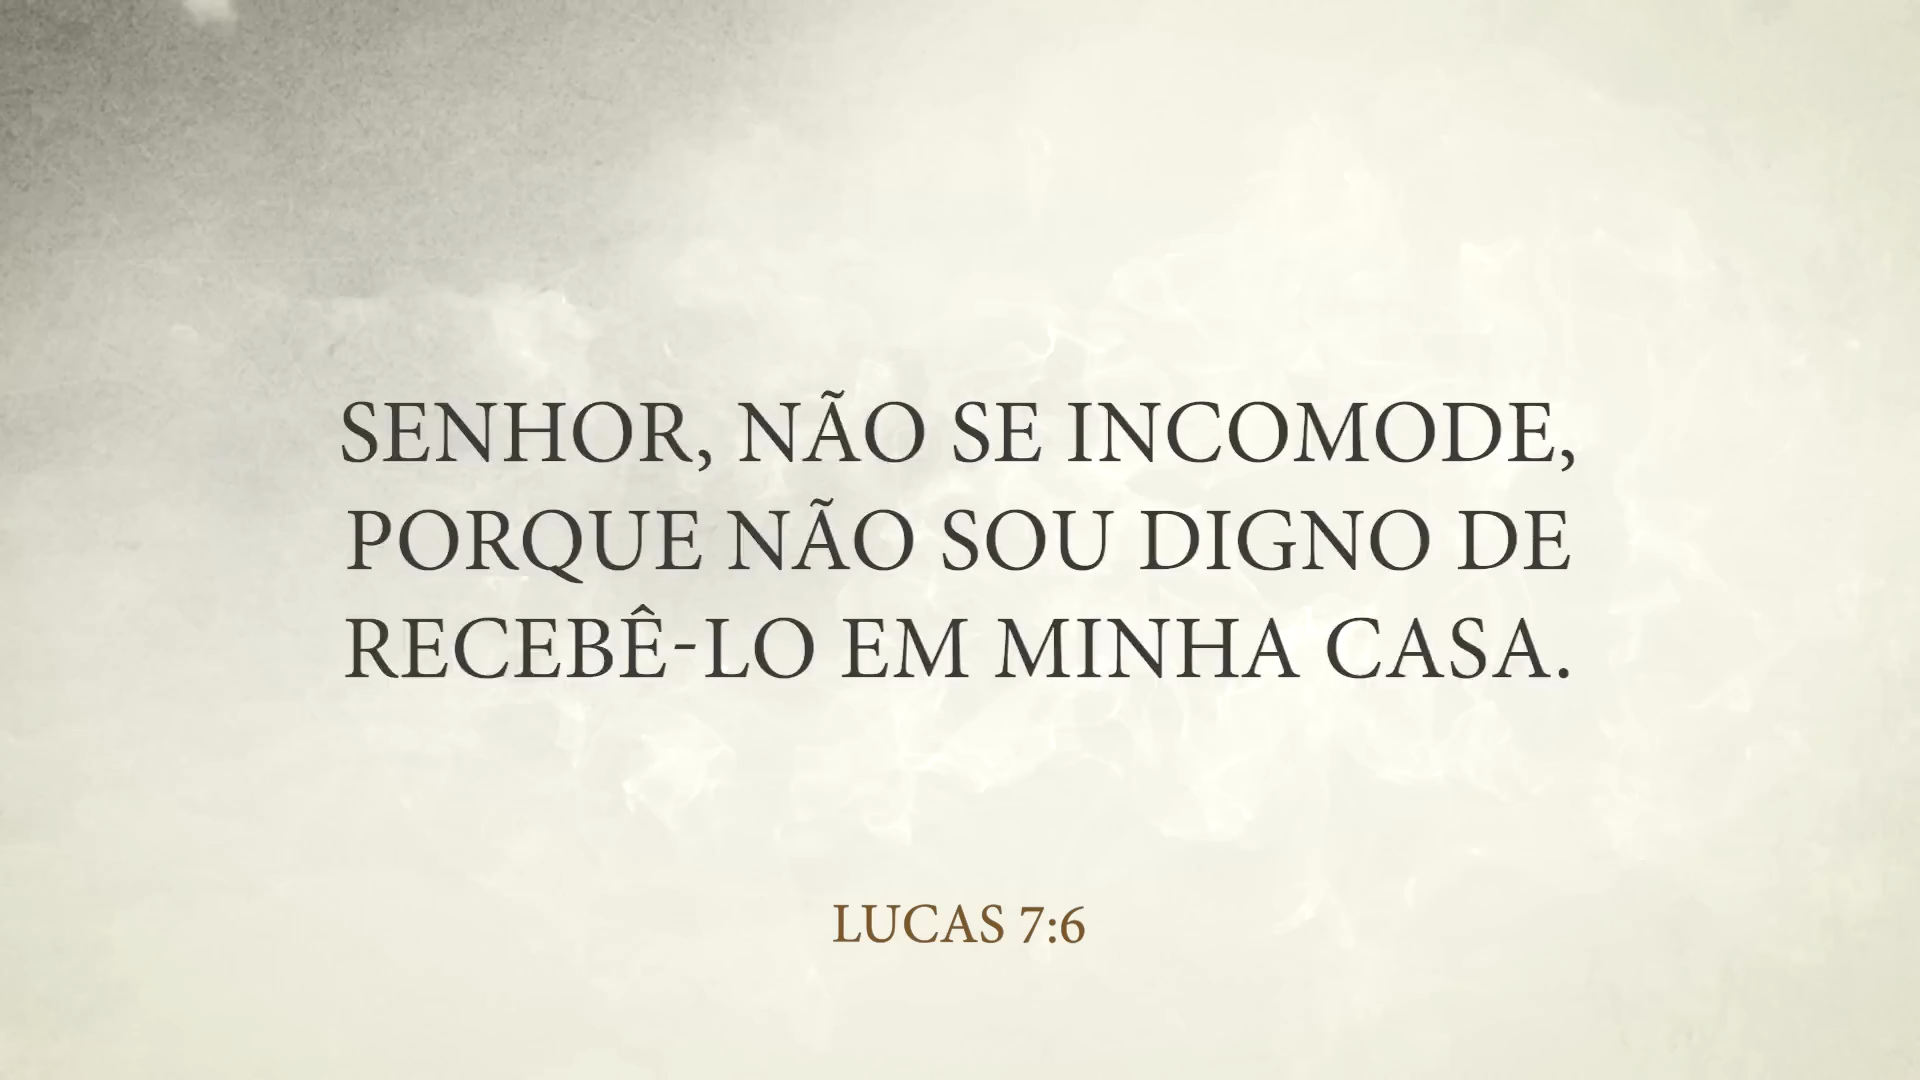 SENHOR, NÃO SE INCOMODE,
PORQUE NÃO SOU DIGNO DE
RECEBÊ-LO EM MINHA CASA.
LUCAS 7:6